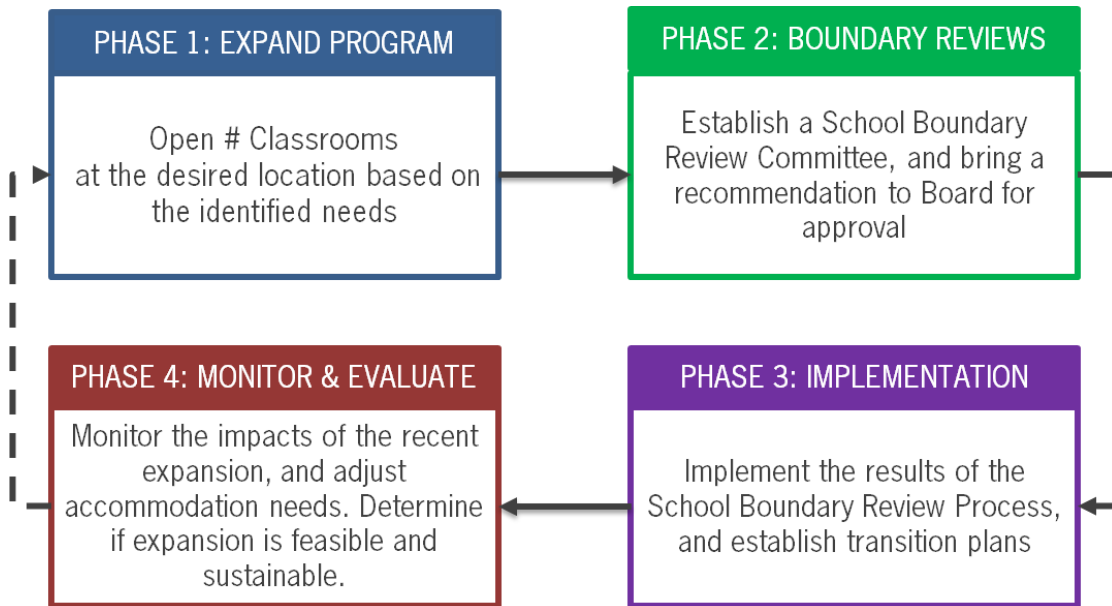 PHASE 1: EXPAND PROGRAM
Open # Classrooms
at the desired location based on
the identified needs
PHASE 2: BOUNDARY REVIEWS
Establish a School Boundary
Review Committee, and bring a
recommendation to Board for
approval
PHASE 3: IMPLEMENTATION
Implement the results of the
School Boundary Review Process,
and establish transition plans
PHASE 4: MONITOR & EVALUATE
Monitor the impacts of the recent
expansion, and adjust
accommodation needs. Determine
if expansion is feasible and
sustainable.